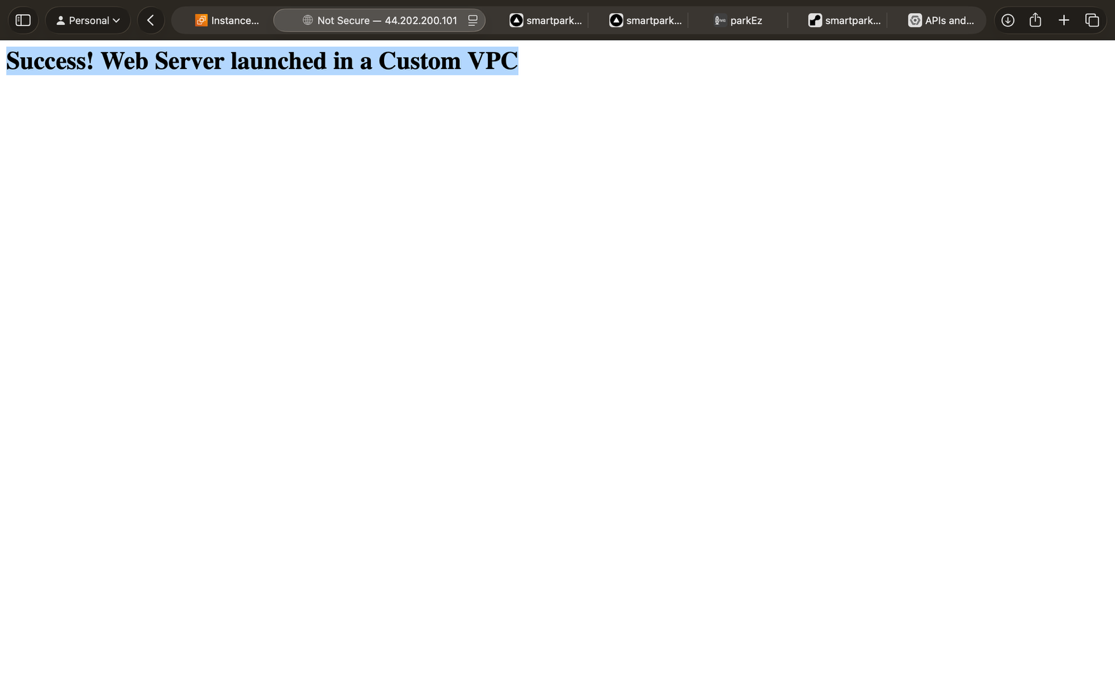 Personal
Instance...
Not Secure — 44.202.200.101
smartpark...
smartpark...
parkEz
smartpark...
APIs and...
Success! Web Server launched in a Custom VPC